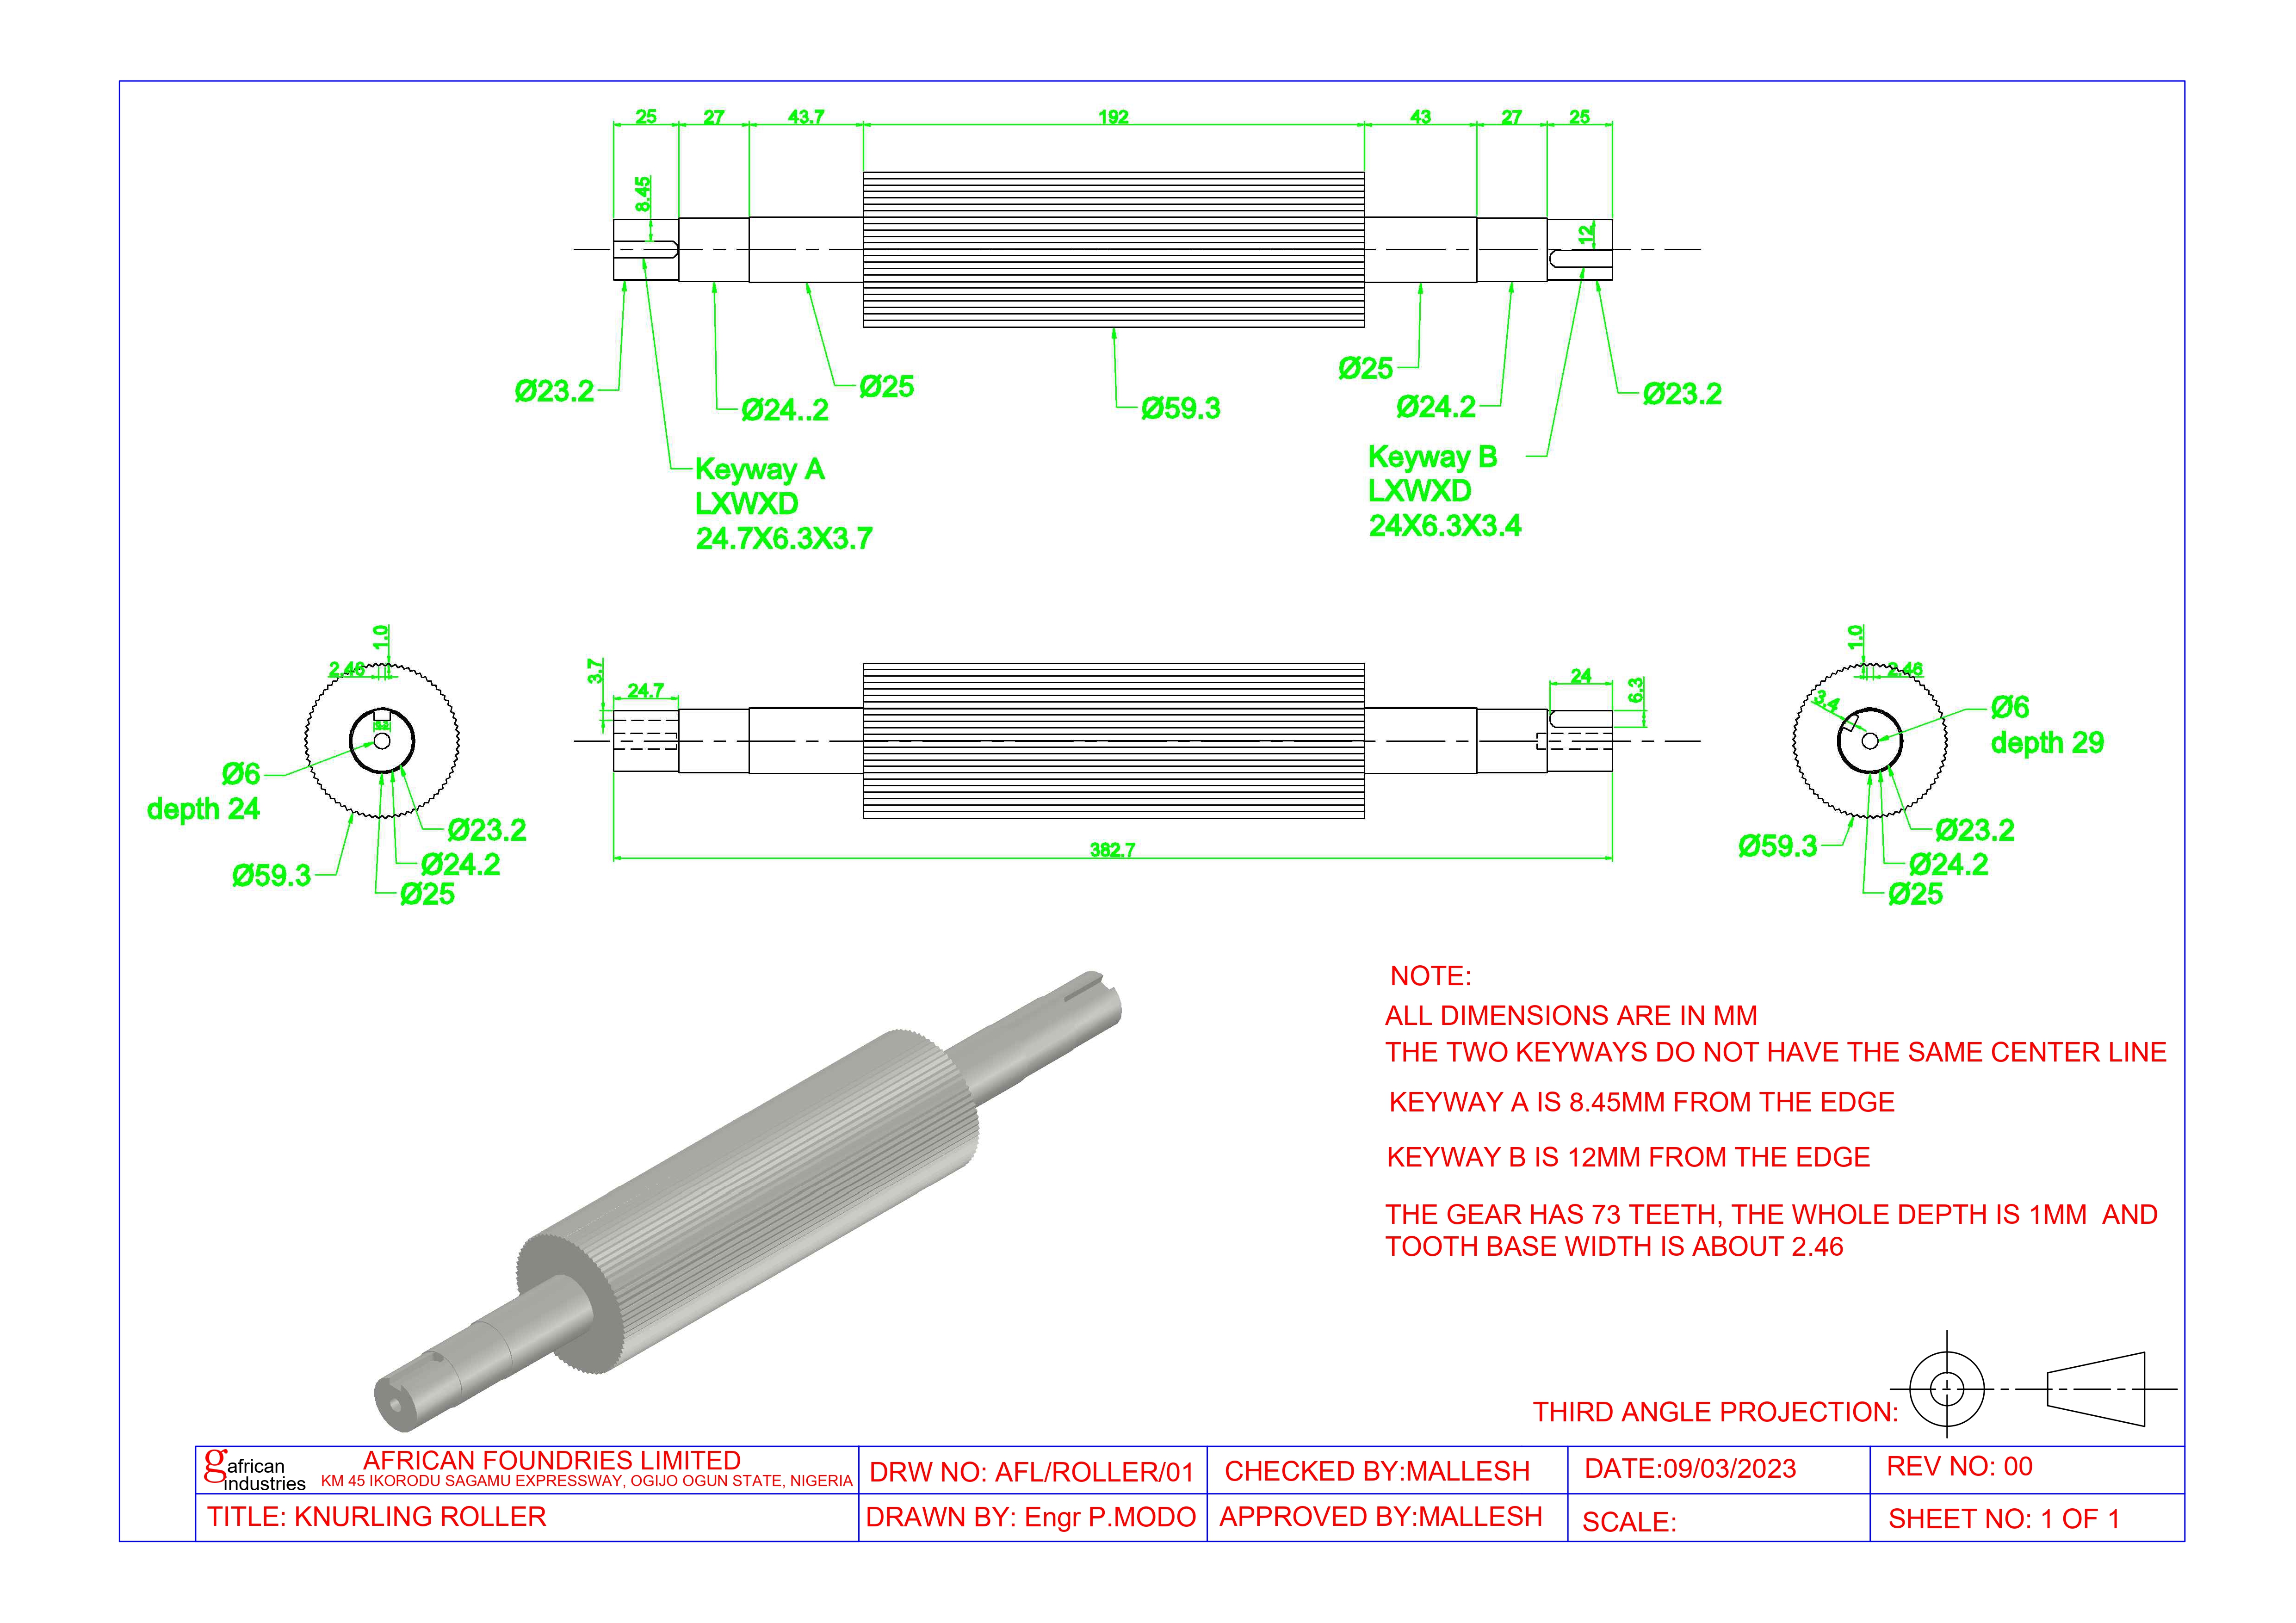 25 27 43.7 192 43 27 25
8.45
12
Ø23.2
Ø24..2
Ø25
Ø59.3
Ø25
Ø24.2
Ø23.2
Keyway A
LXWXD
24.7X6.3X3.7
Keyway B
LXWXD
24X6.3X3.4
1.0
2.46
Ø6
depth 24
Ø23.2
Ø24.2
Ø59.3
Ø25
3.7
24.7
24
6.3
382.7
1.0
2.46
3.4
Ø6
depth 29
Ø23.2
Ø59.3
Ø24.2
Ø25
NOTE:
ALL DIMENSIONS ARE IN MM
THE TWO KEYWAYS DO NOT HAVE THE SAME CENTER LINE
KEYWAY A IS 8.45MM FROM THE EDGE
KEYWAY B IS 12MM FROM THE EDGE
THE GEAR HAS 73 TEETH, THE WHOLE DEPTH IS 1MM AND
TOOTH BASE WIDTH IS ABOUT 2.46
THIRD ANGLE PROJECTION:
g african
industries
AFRICAN FOUNDRIES LIMITED
KM 45 IKORODU SAGAMU EXPRESSWAY, OGIJO OGUN STATE, NIGERIA
DRW NO: AFL/ROLLER/01
CHECKED BY:MALLESH
DATE:09/03/2023
REV NO: 00
TITLE: KNURLING ROLLER
DRAWN BY: Engr P.MODO
APPROVED BY:MALLESH
SCALE:
SHEET NO: 1 OF 1